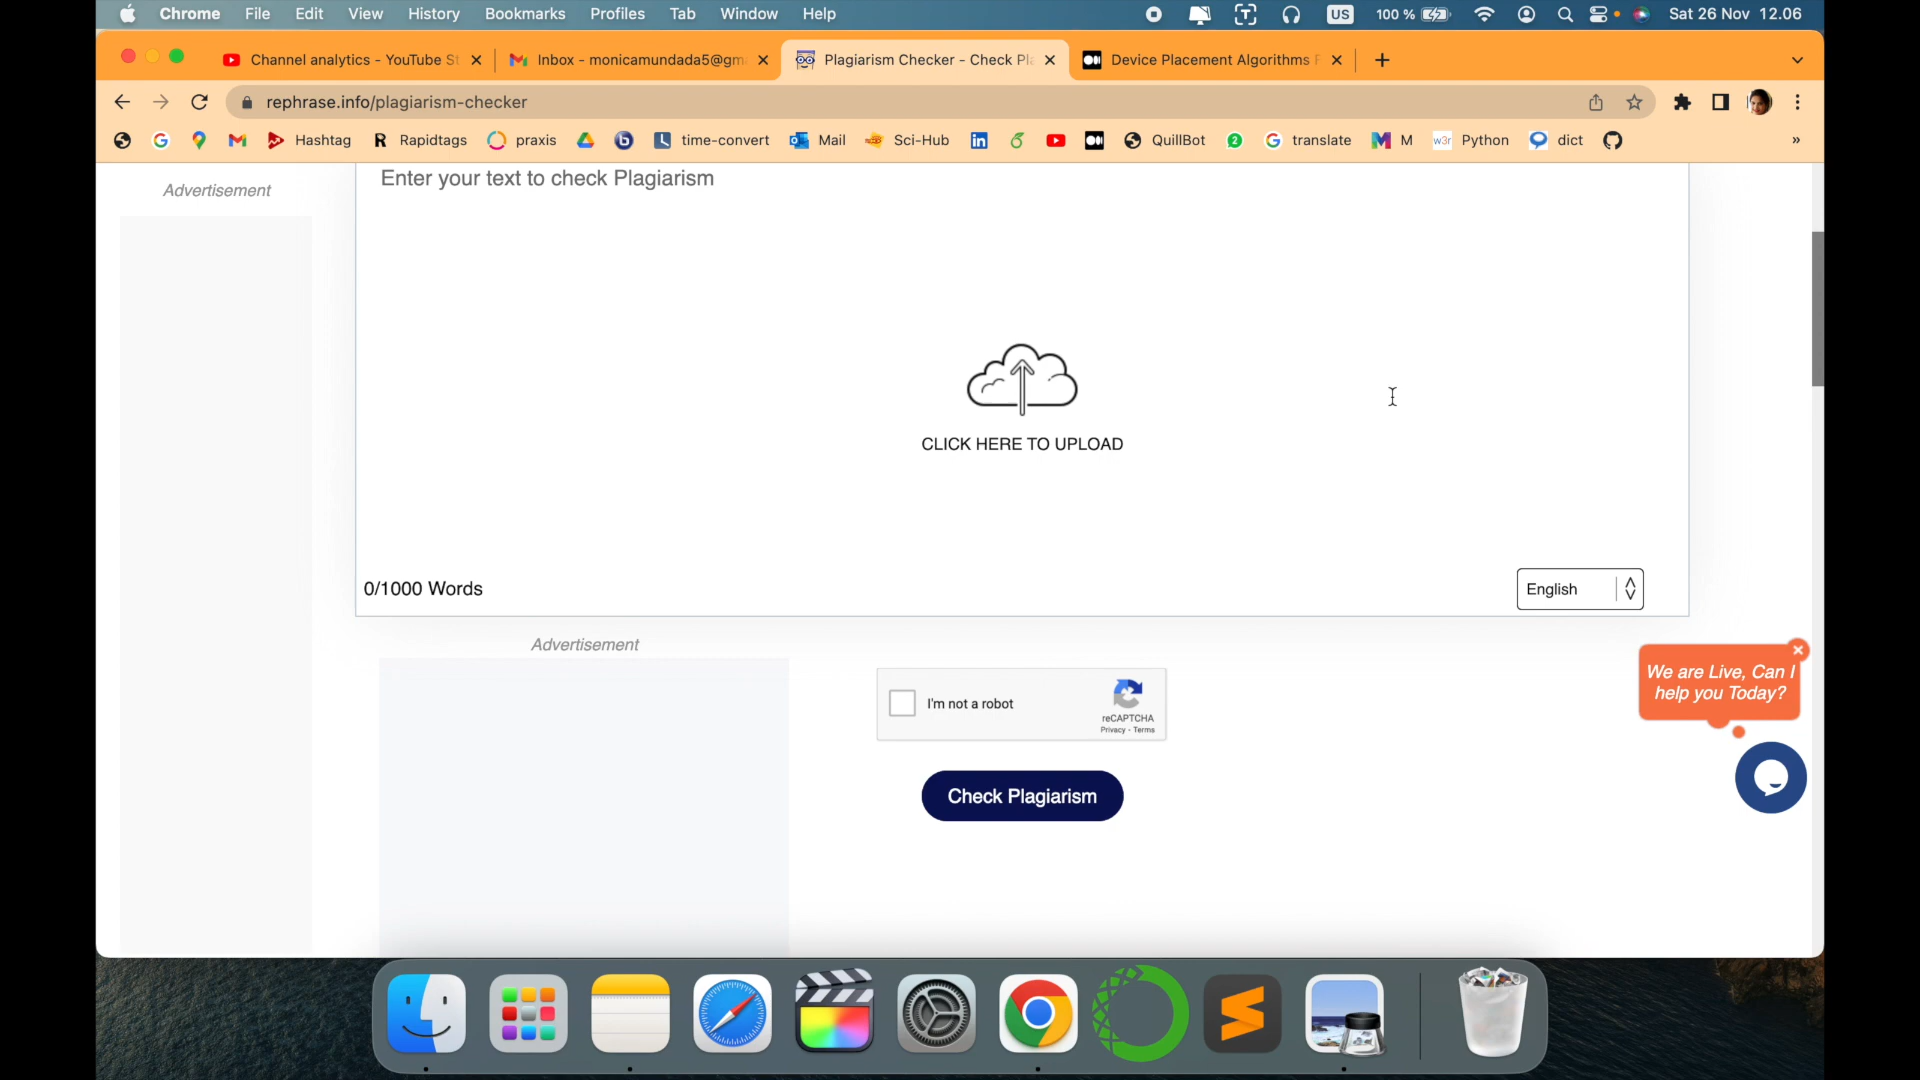 Chrome File Edit View History Bookmarks Profiles Tab Window Help US 100 % Sat 26 Nov 12.06
Channel analytics - YouTube St Inbox - monicamundada5@gm Plagiarism Checker - Check Pl Device Placement Algorithms
rephrase.info/plagiarism-checker
Hashtag R Rapidtags praxis time-convert Mail Sci-Hub QuillBot 2 translate M w3r Python dict »
Advertisement
Enter your text to check Plagiarism
CLICK HERE TO UPLOAD
0/1000 Words
English
Advertisement
I'm not a robot
reCAPTCHA
Privacy - Terms
We are Live, Can I
help you Today?
Check Plagiarism